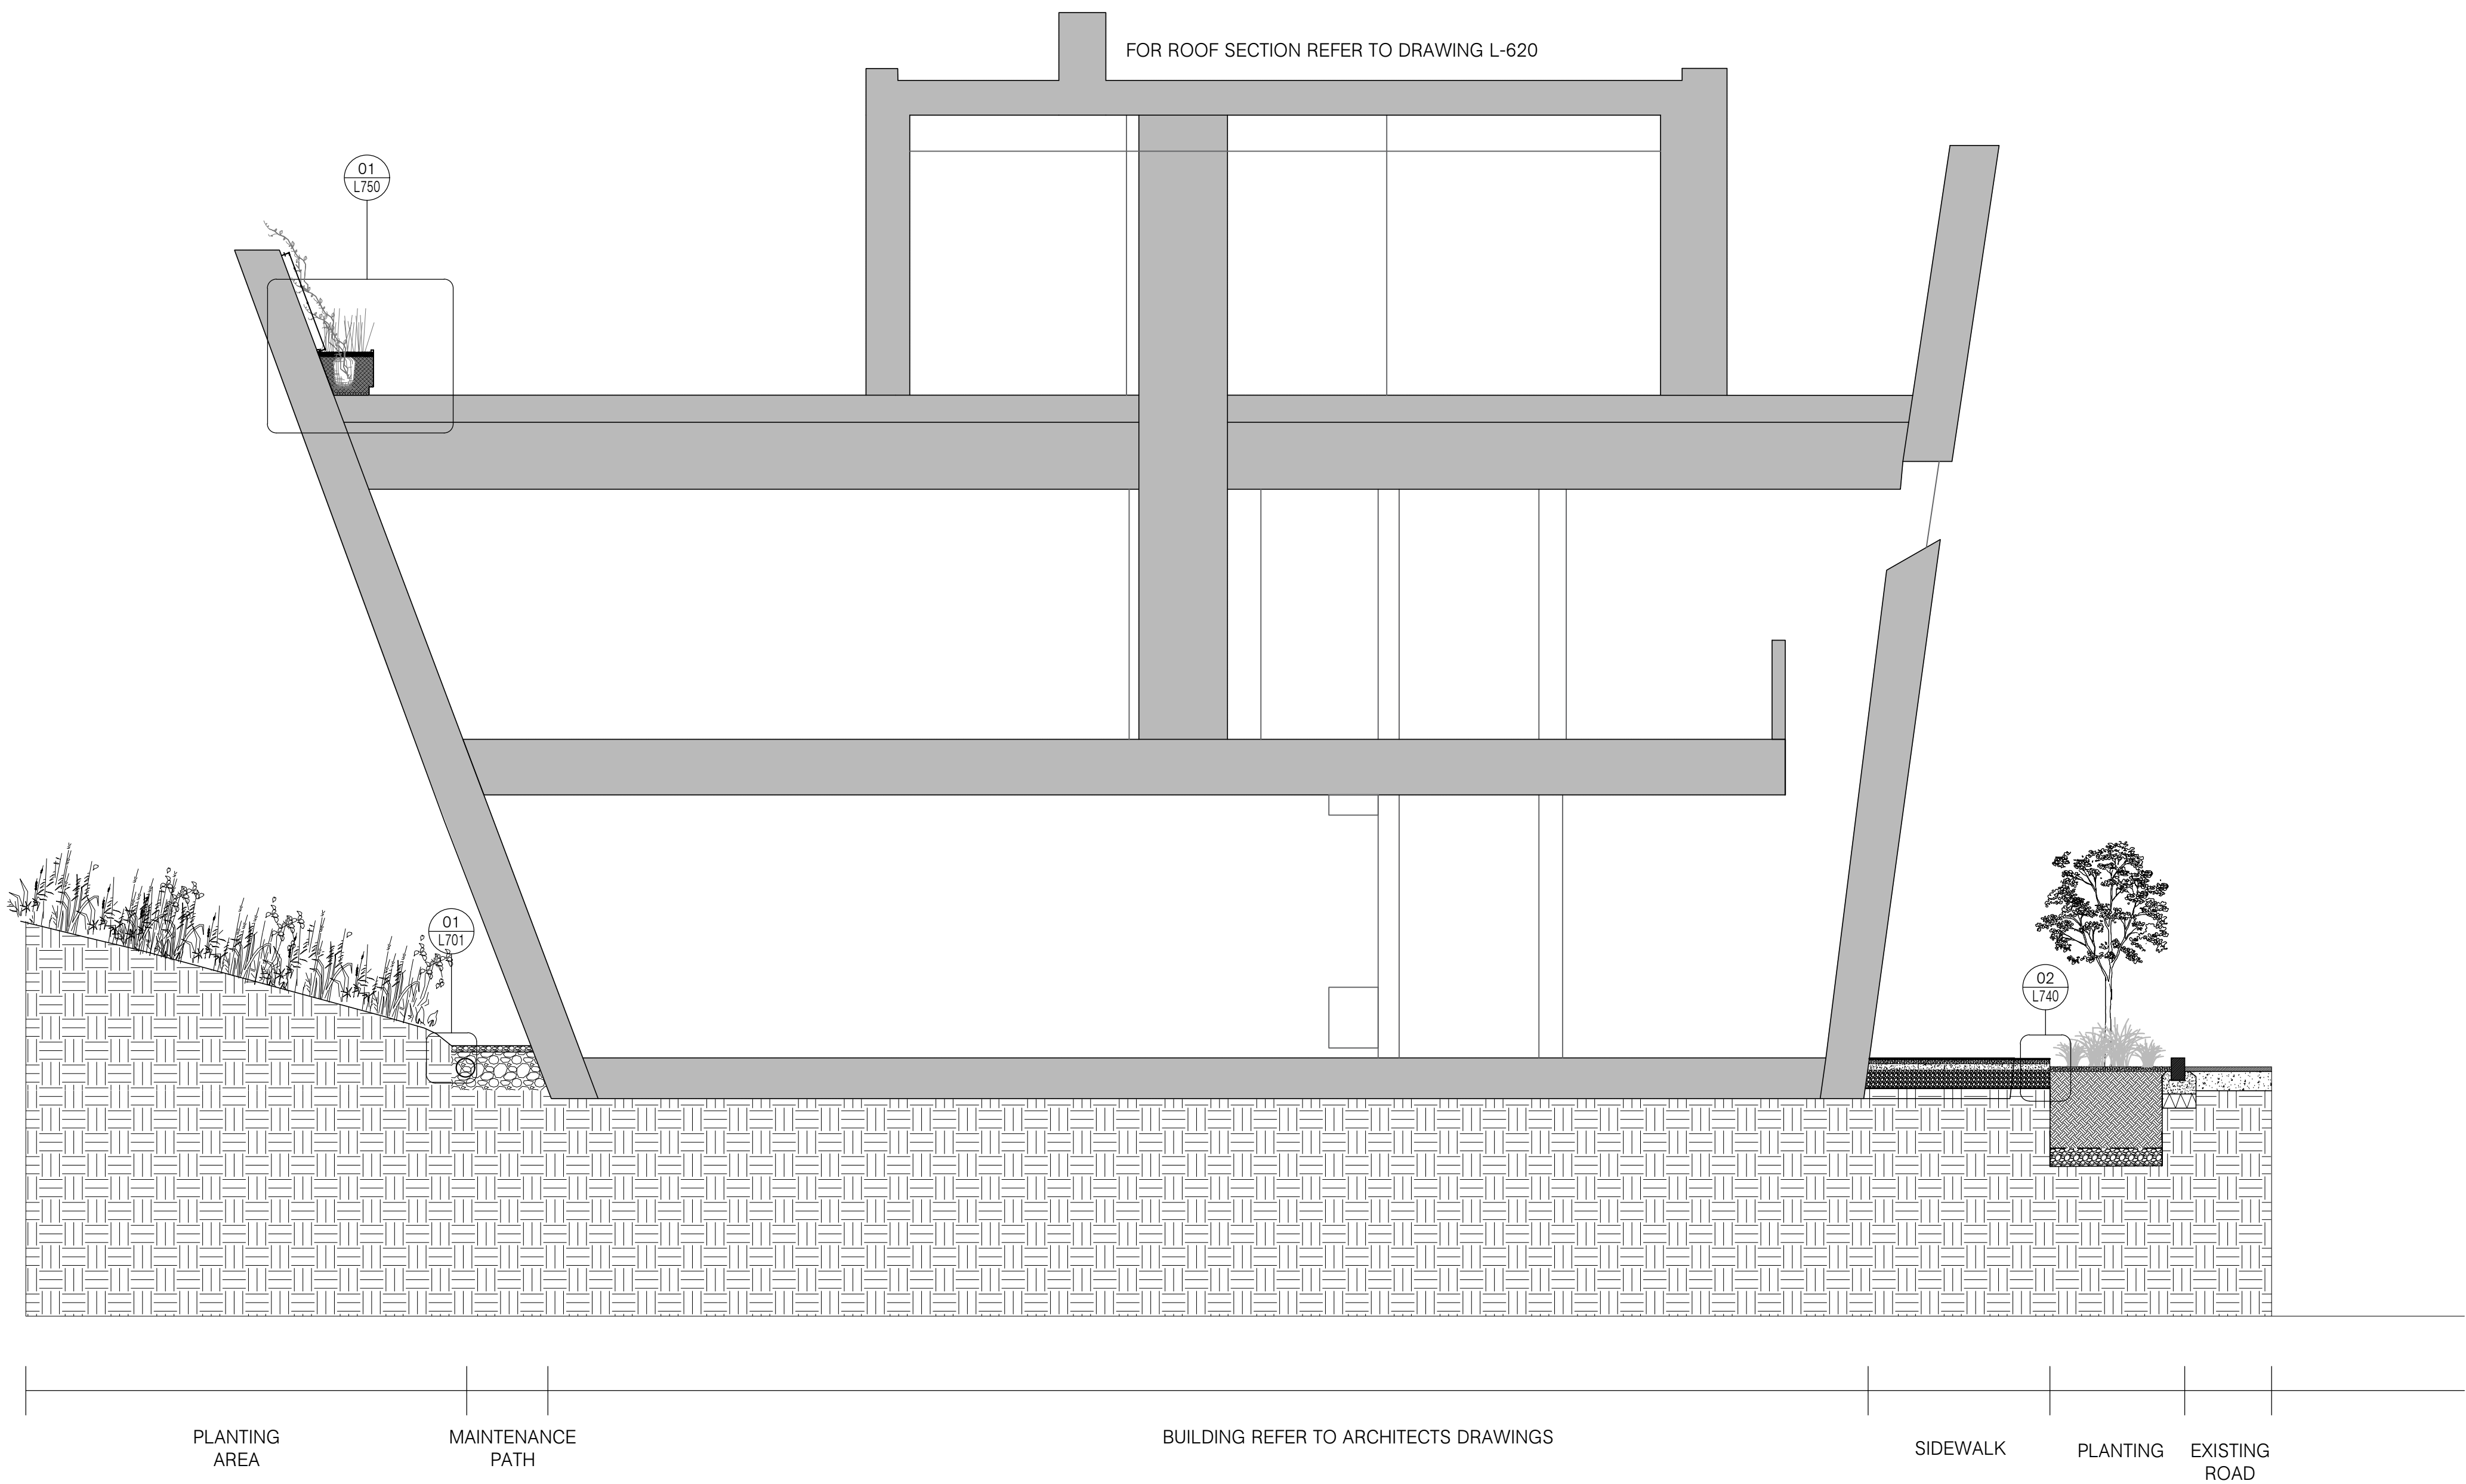 FOR ROOF SECTION REFER TO DRAWING L-620
01
L750
01
L701
02
L740
PLANTING
AREA
MAINTENANCE
PATH
BUILDING REFER TO ARCHITECTS DRAWINGS
SIDEWALK
PLANTING
EXISTING
ROAD